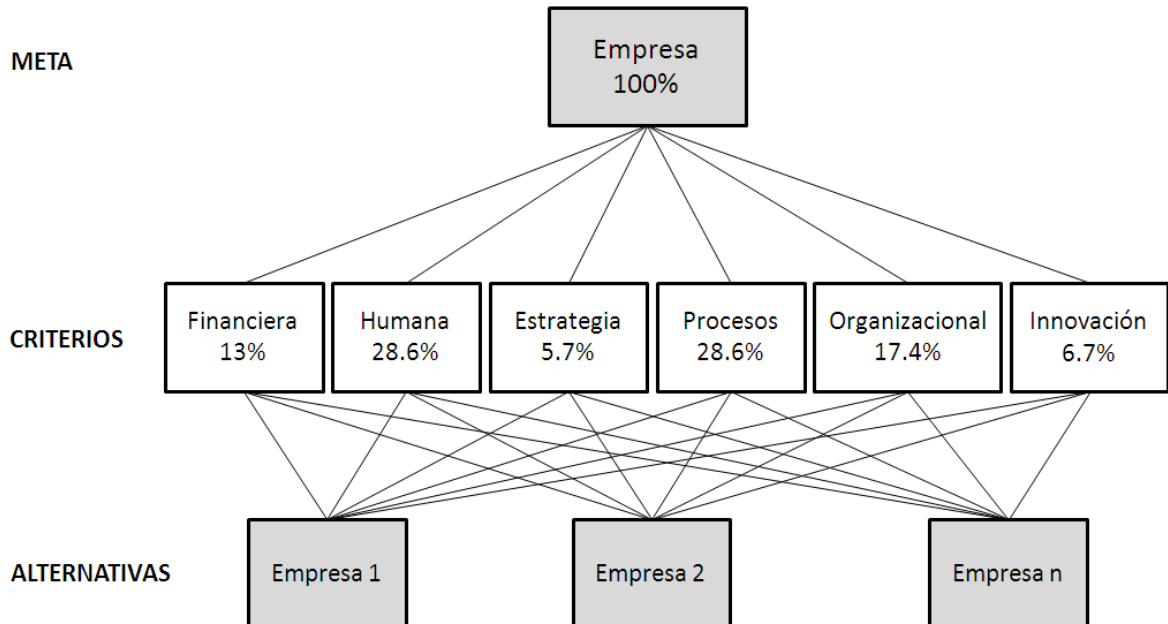 META
Empresa
100%
CRITERIOS
Financiera
13%
Humana
28.6%
Estrategia
5.7%
Procesos
28.6%
Organizacional
17.4%
Innovación
6.7%
ALTERNATIVAS
Empresa 1
Empresa 2
Empresa n